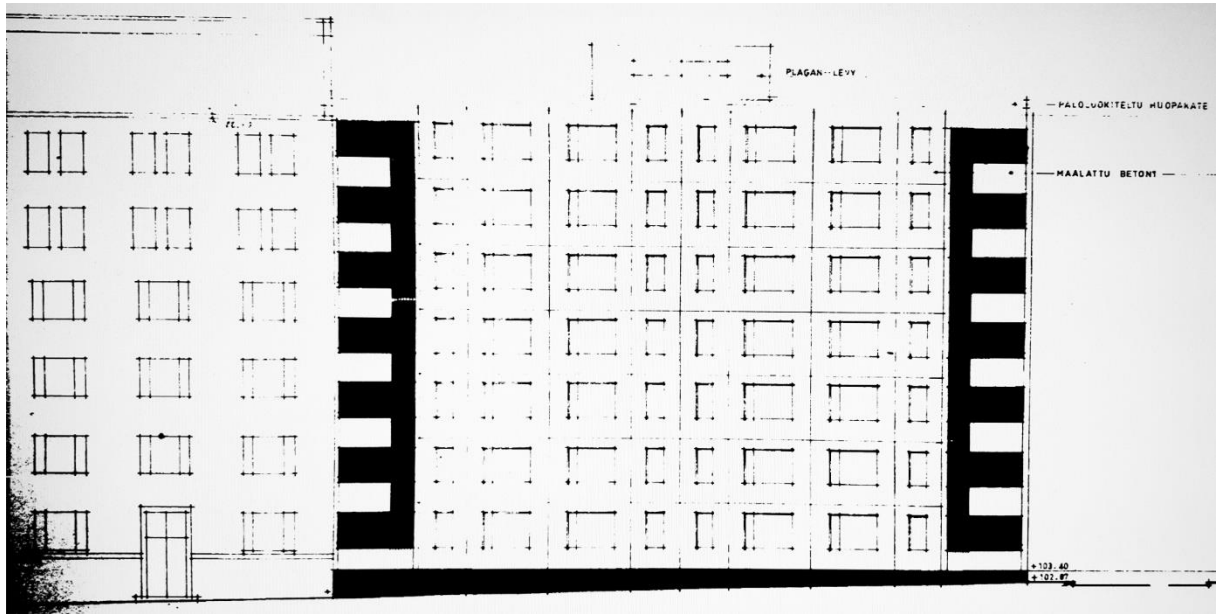 PLAGAN-LEVY
PALOLUOKITELTU HUOPAKATE
MAALATTU BETONI
+103.40
+102.87